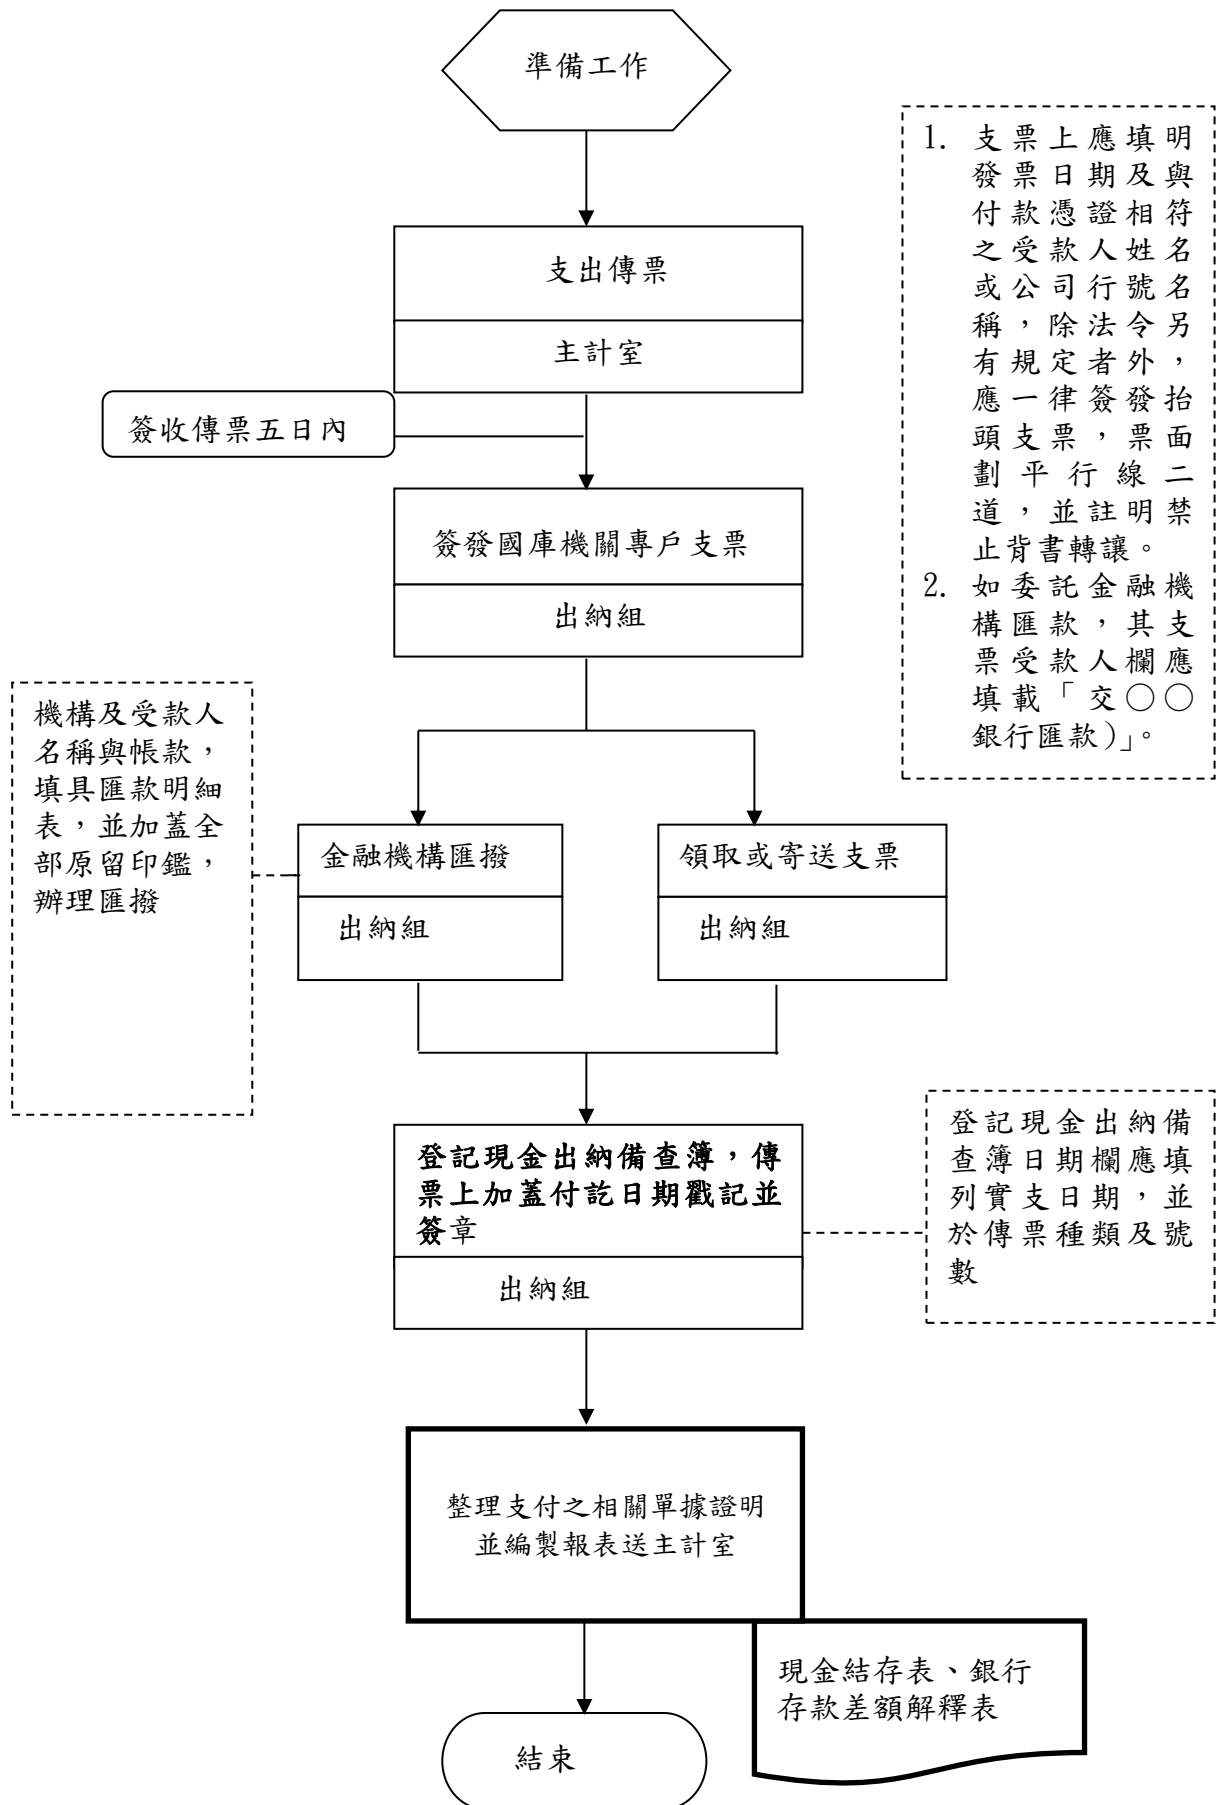 準備工作
1. 支票上應填明
發票日期及與
付款憑證相符
之受款人姓名
或公司行號名
稱，除法令另
有規定者外，
應一律簽發抬
頭支票，票面
劃平行線二
道，並註明禁
止背書轉讓。
2. 如委託金融機
構匯款，其支
票受款人欄應
填載「交○○
銀行匯款)」。
支出傳票
主計室
簽收傳票五日內
簽發國庫機關專戶支票
出納組
機構及受款人
名稱與帳款，
填具匯款明細
表，並加蓋全
部原留印鑑，
辦理匯撥
金融機構匯撥
出納組
領取或寄送支票
出納組
登記現金出納備查簿，傳
票上加蓋付訖日期戳記並
簽章
出納組
登記現金出納備
查簿日期欄應填
列實支日期，並
於傳票種類及號
數
整理支付之相關單據證明
並編製報表送主計室
現金結存表、銀行
存款差額解釋表
結束